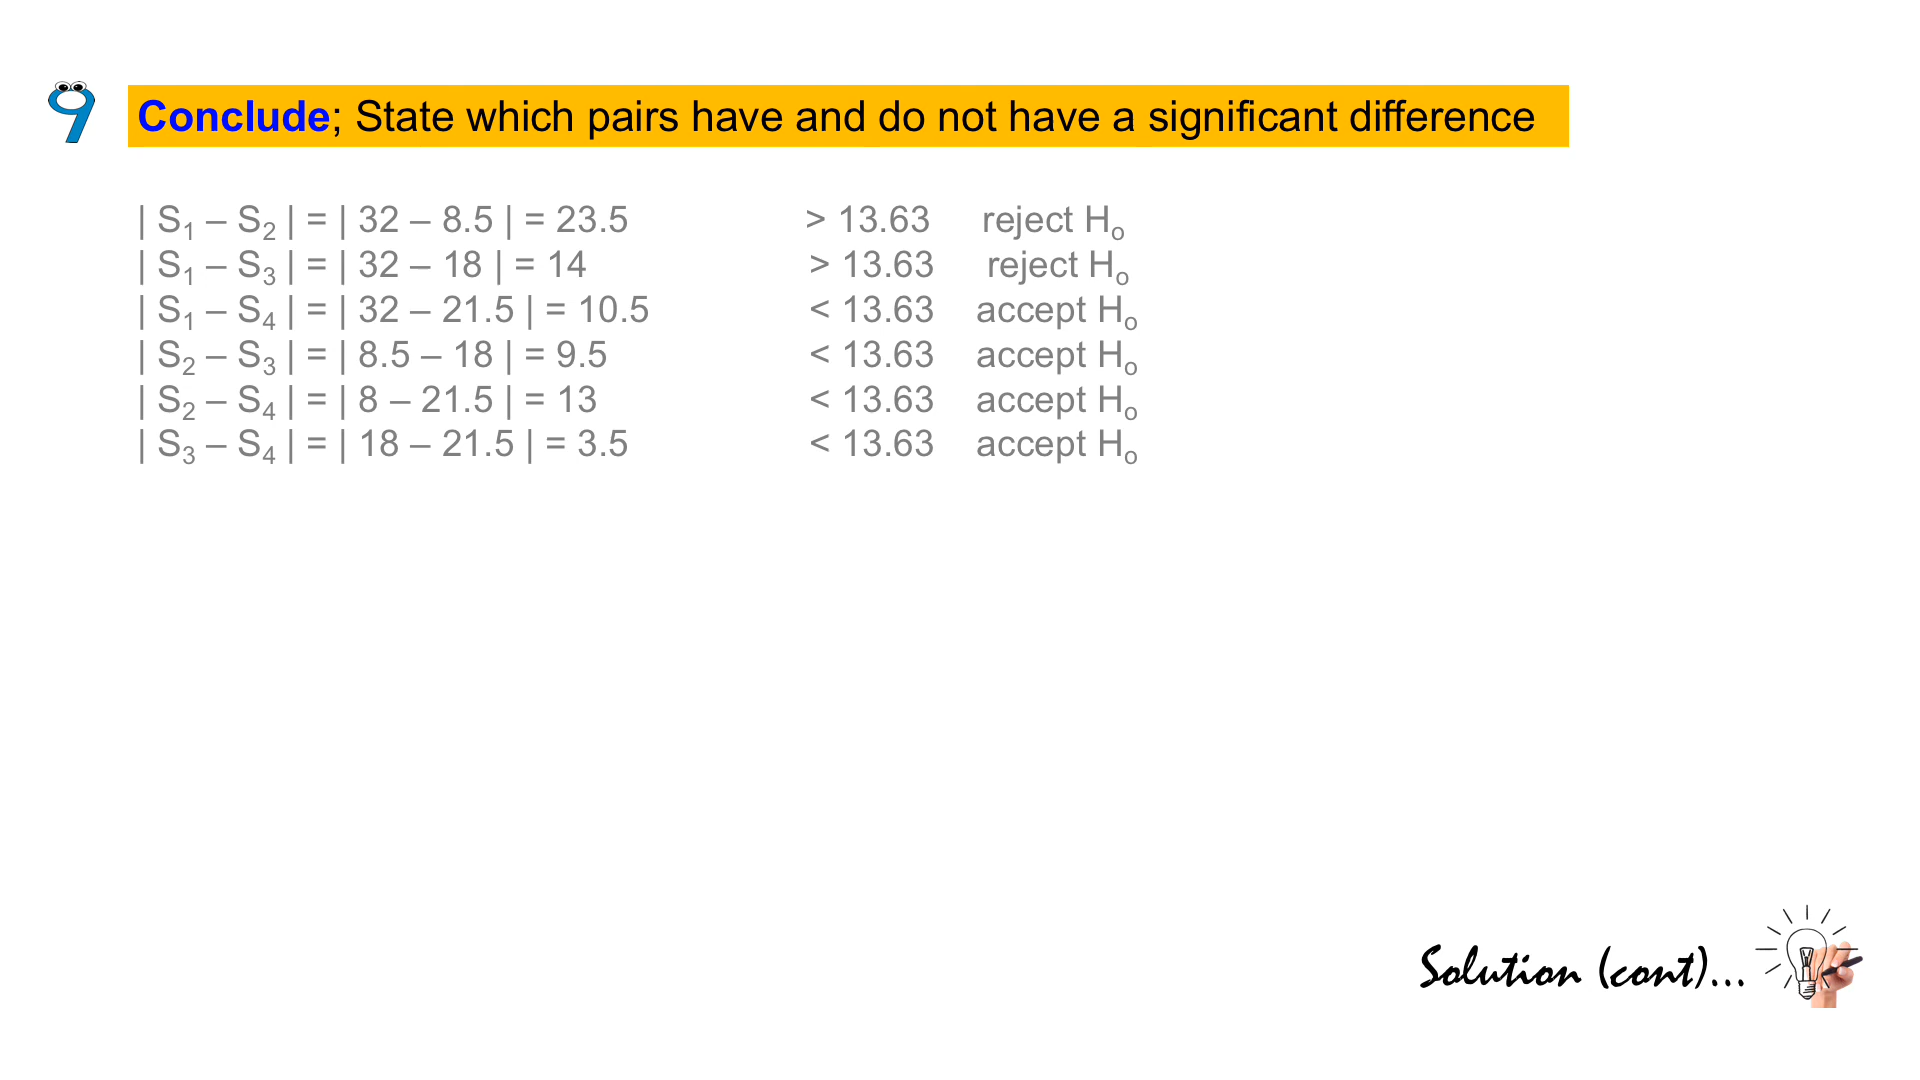 9 Conclude; State which pairs have and do not have a significant difference
| S₁ – S₂ | = | 32 – 8.5 | = 23.5 > 13.63 reject Hₒ
| S₁ – S₃ | = | 32 – 18 | = 14 > 13.63 reject Hₒ
| S₁ – S₄ | = | 32 – 21.5 | = 10.5 < 13.63 accept Hₒ
| S₂ – S₃ | = | 8.5 – 18 | = 9.5 < 13.63 accept Hₒ
| S₂ – S₄ | = | 8 – 21.5 | = 13 < 13.63 accept Hₒ
| S₃ – S₄ | = | 18 – 21.5 | = 3.5 < 13.63 accept Hₒ
Solution (cont)...